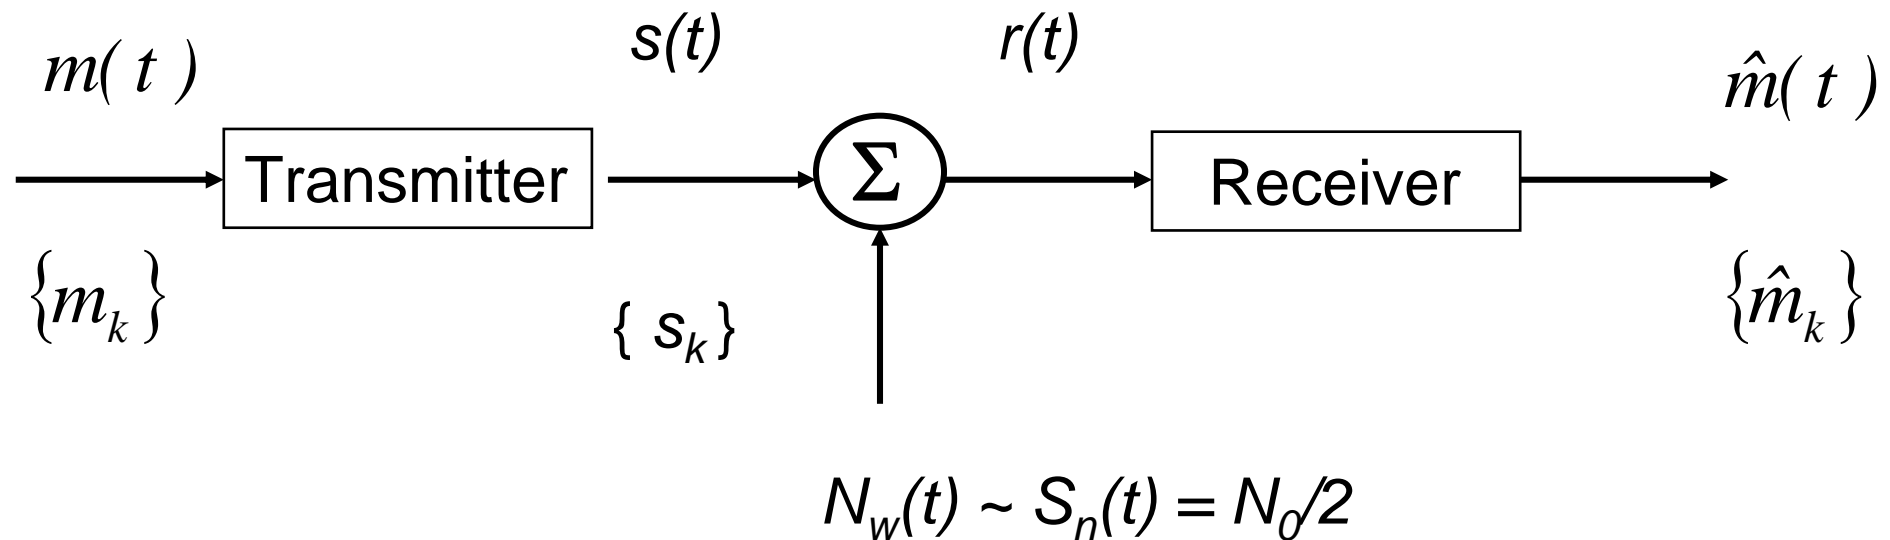 s(t)
r(t)
m( t )
m̂( t )
Transmitter
Σ
Receiver
{m_k}
{ s_k}
{m̂_k}
N_w(t) ~ S_n(t) = N_0/2